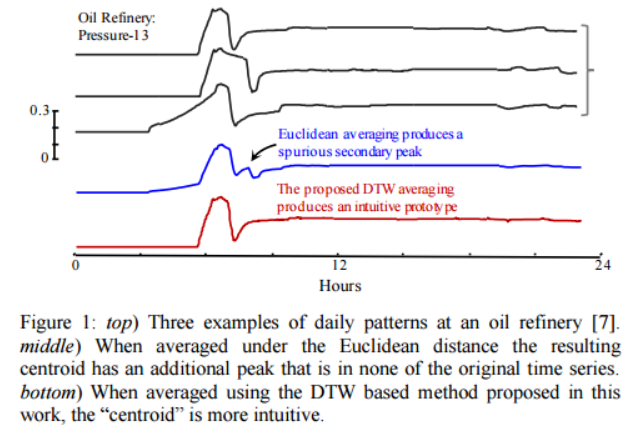 Oil Refinery:
Pressure-13
0.3
0
Euclidean averaging produces a
spurious secondary peak
The proposed DTW averaging
produces an intuitive prototype
0
12
24
Hours
Figure 1: top) Three examples of daily patterns at an oil refinery [7].
middle) When averaged under the Euclidean distance the resulting
centroid has an additional peak that is in none of the original time series.
bottom) When averaged using the DTW based method proposed in this
work, the “centroid” is more intuitive.